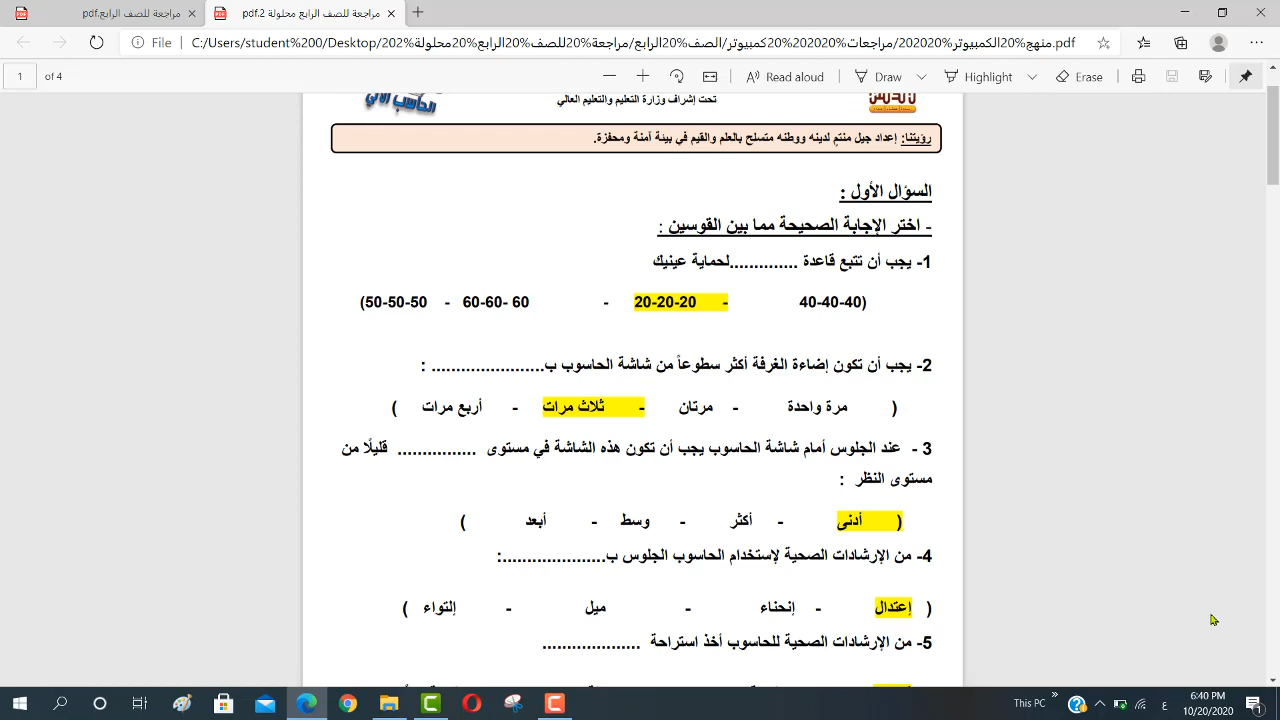 مراجعة للصف الرابع.pdf
مراجعة للصف الرابع محلولة 2.pdf
File C:/Users/student%200/Desktop/مراجعات%202020%20كمبيوتر/الصف%20الرابع/مراجعة%20للصف%20الرابع%20محلولة%202020%20منهج%20الكمبيوتر.pdf
1 of 4 Read aloud Draw Highlight Erase
الحاسب الآلي
تحت إشراف وزارة التعليم والتعليم العالي
رؤيتنا: إعداد جيل منتمٍ لدينه ووطنه متسلح بالعلم والقيم في بيئة آمنة ومحفزة.
السؤال الأول :
- اختر الإجابة الصحيحة مما بين القوسين :
1- يجب أن تتبع قاعدة ..............لحماية عينيك
(40-40-40 - 20-20-20 - 60-60- 60 - 50-50-50)
2- يجب أن تكون إضاءة الغرفة أكثر سطوعاً من شاشة الحاسوب ب....................... :
( مرة واحدة - مرتان - ثلاث مرات - أربع مرات )
3 - عند الجلوس أمام شاشة الحاسوب يجب أن تكون هذه الشاشة في مستوى ................ قليلًا من
مستوى النظر :
( أدنى - أكثر - وسط - أبعد )
4- من الإرشادات الصحية لإستخدام الحاسوب الجلوس ب.....................:
( إعتدال - إنحناء - ميل - إلتواء )
5- من الإرشادات الصحية للحاسوب أخذ استراحة ....................
This PC
6:40 PM
10/20/2020